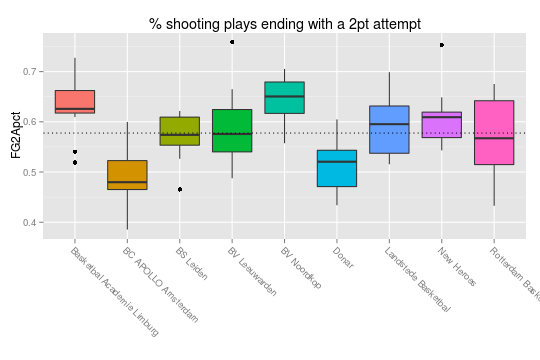 % shooting plays ending with a 2pt attempt
FG2Apct
0.7
0.6
0.5
0.4
Basketbal Academie Limburg
BC APOLLO Amsterdam
BS Leiden
BV Leeuwarden
BV Noordkop
Donar
Landstede Basketbal
New Heroes
Rotterdam